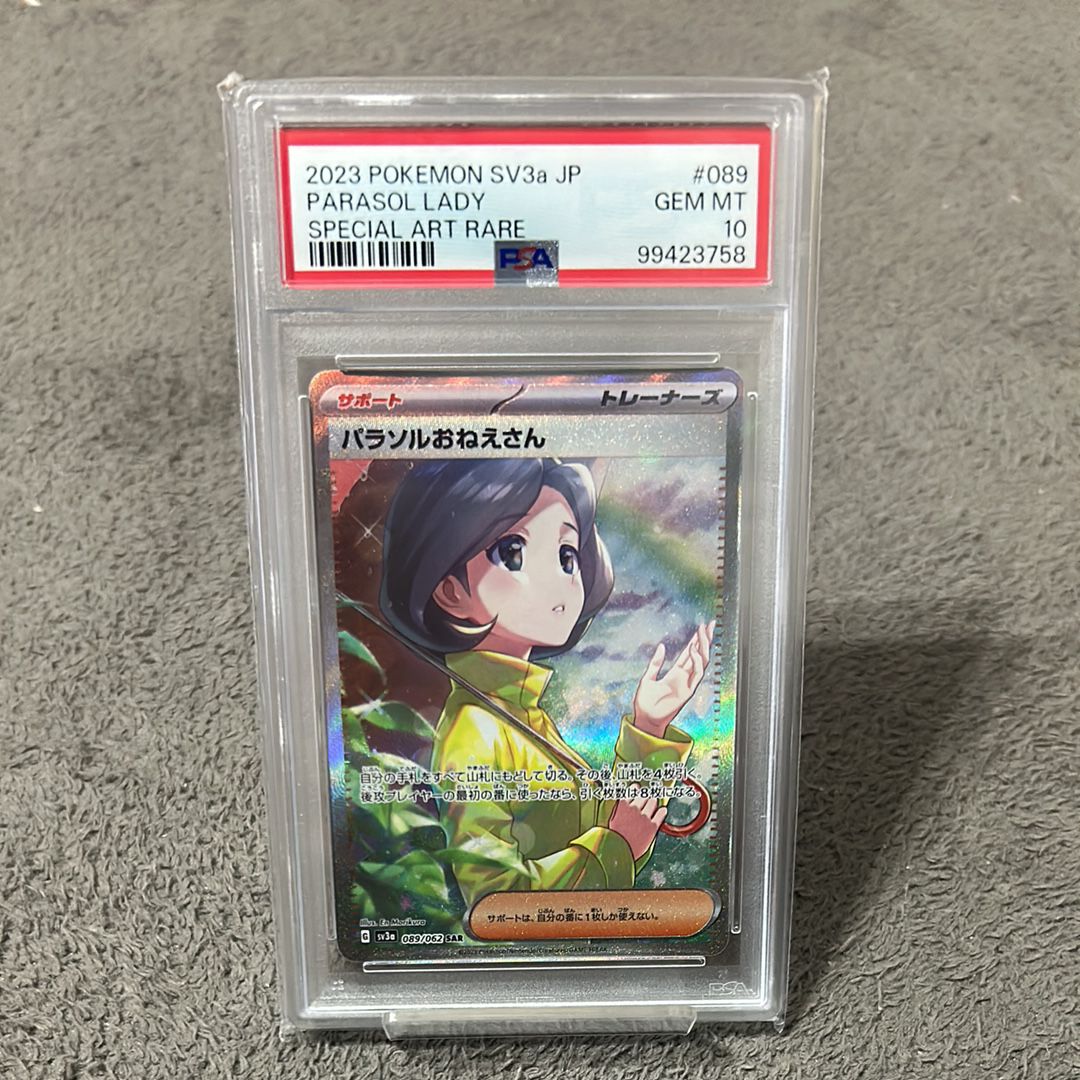 2023 POKEMON SV3a JP #089
PARASOL LADY GEM MT
SPECIAL ART RARE 10
PSA 99423758
サポート トレーナーズ
パラソルおねえさん
自分の手札をすべて山札にもどして切る。その後、山札を4枚引く。
後攻プレイヤーの最初の番に使ったなら、引く枚数は8枚になる。
サポートは、自分の番に1枚しか使えない。
Illus. En Morikura
G sv3a 089/062 SAR
PSA